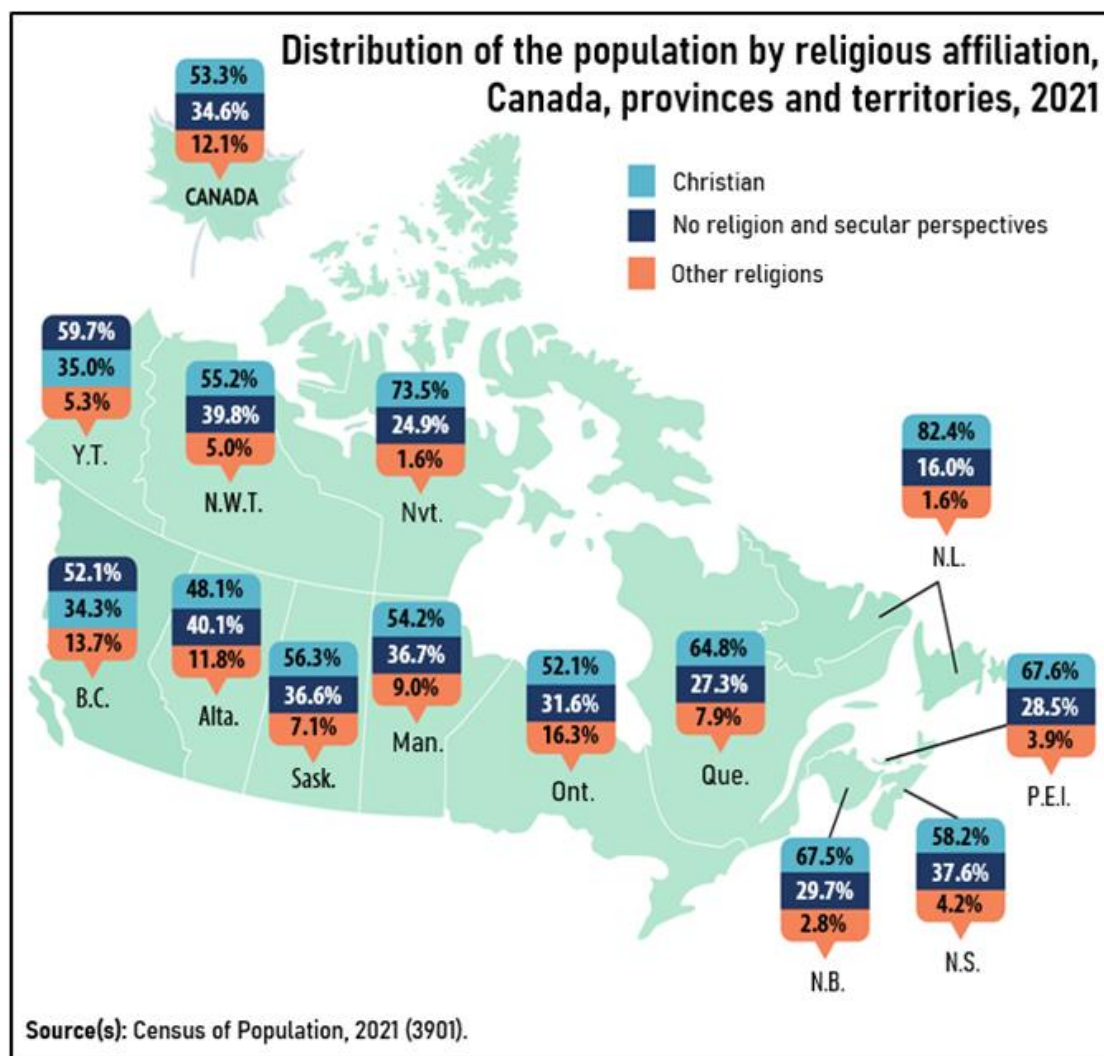 Distribution of the population by religious affiliation,
Canada, provinces and territories, 2021
53.3%
34.6%
12.1%
CANADA
Christian
No religion and secular perspectives
Other religions
59.7%
35.0%
5.3%
Y.T.
55.2%
39.8%
5.0%
N.W.T.
73.5%
24.9%
1.6%
Nvt.
82.4%
16.0%
1.6%
N.L.
52.1%
34.3%
13.7%
B.C.
48.1%
40.1%
11.8%
Alta.
56.3%
36.6%
7.1%
Sask.
54.2%
36.7%
9.0%
Man.
52.1%
31.6%
16.3%
Ont.
64.8%
27.3%
7.9%
Que.
67.6%
28.5%
3.9%
P.E.I.
67.5%
29.7%
2.8%
N.B.
58.2%
37.6%
4.2%
N.S.
Source(s): Census of Population, 2021 (3901).